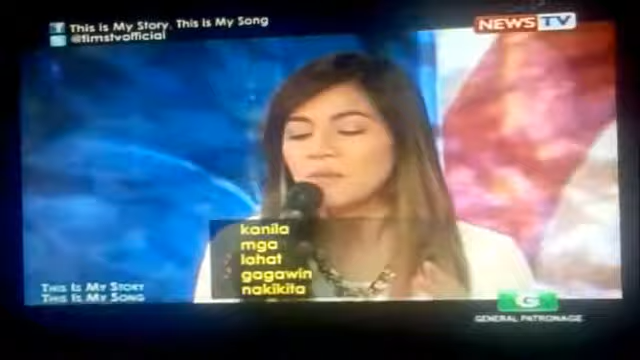 This is My Story, This is My Song
@timstvofficial
NEWS TV
kanila
mga
lahat
gagawin
nakikita
THIS IS MY STORY
THIS IS MY SONG
G
GENERAL PATRONAGE